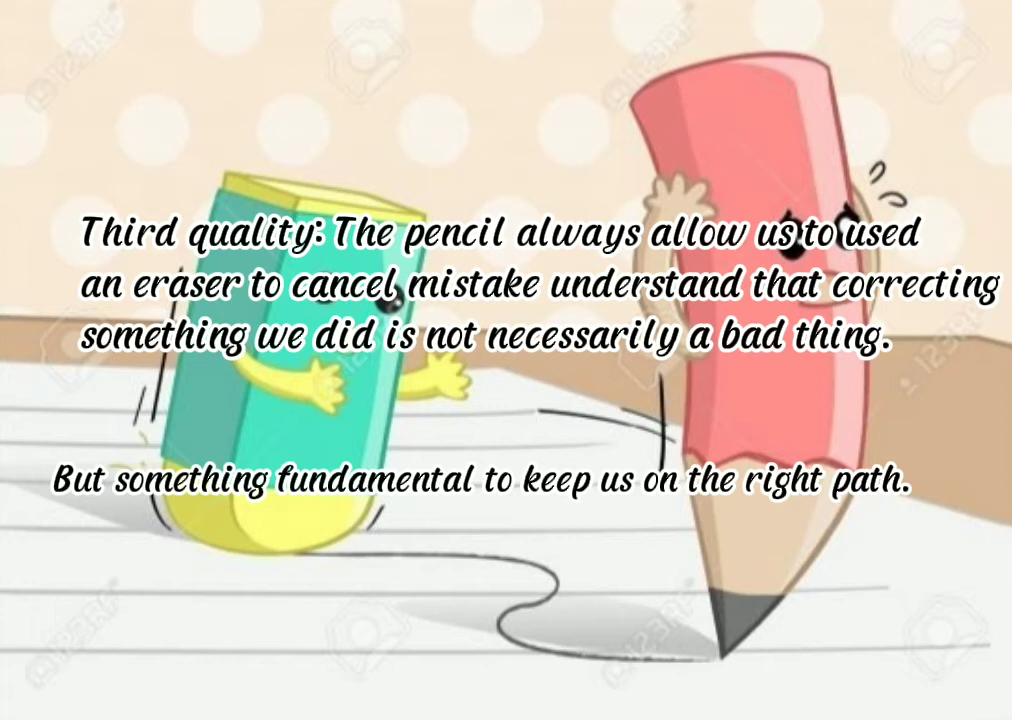 Third quality: The pencil always allow us to used
an eraser to cancel mistake understand that correcting
something we did is not necessarily a bad thing.
But something fundamental to keep us on the right path.
123RF